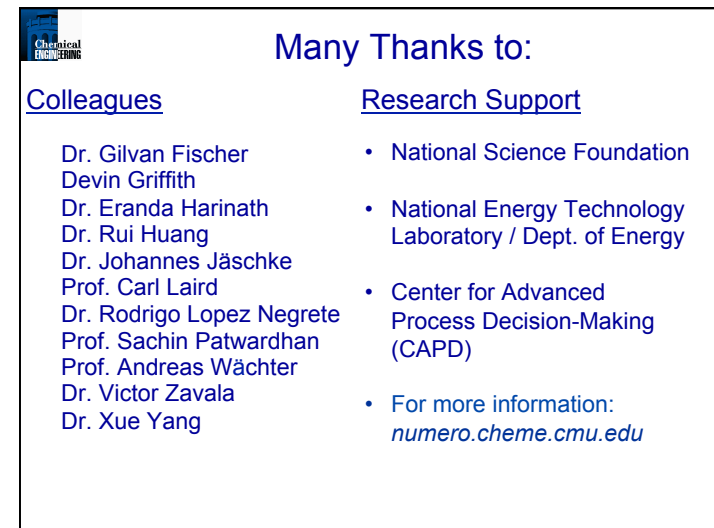 Chemical
ENGINEERING
Many Thanks to:
Colleagues
Dr. Gilvan Fischer
Devin Griffith
Dr. Eranda Harinath
Dr. Rui Huang
Dr. Johannes Jäschke
Prof. Carl Laird
Dr. Rodrigo Lopez Negrete
Prof. Sachin Patwardhan
Prof. Andreas Wächter
Dr. Victor Zavala
Dr. Xue Yang
Research Support
• National Science Foundation
• National Energy Technology
Laboratory / Dept. of Energy
• Center for Advanced
Process Decision-Making
(CAPD)
• For more information:
numero.cheme.cmu.edu